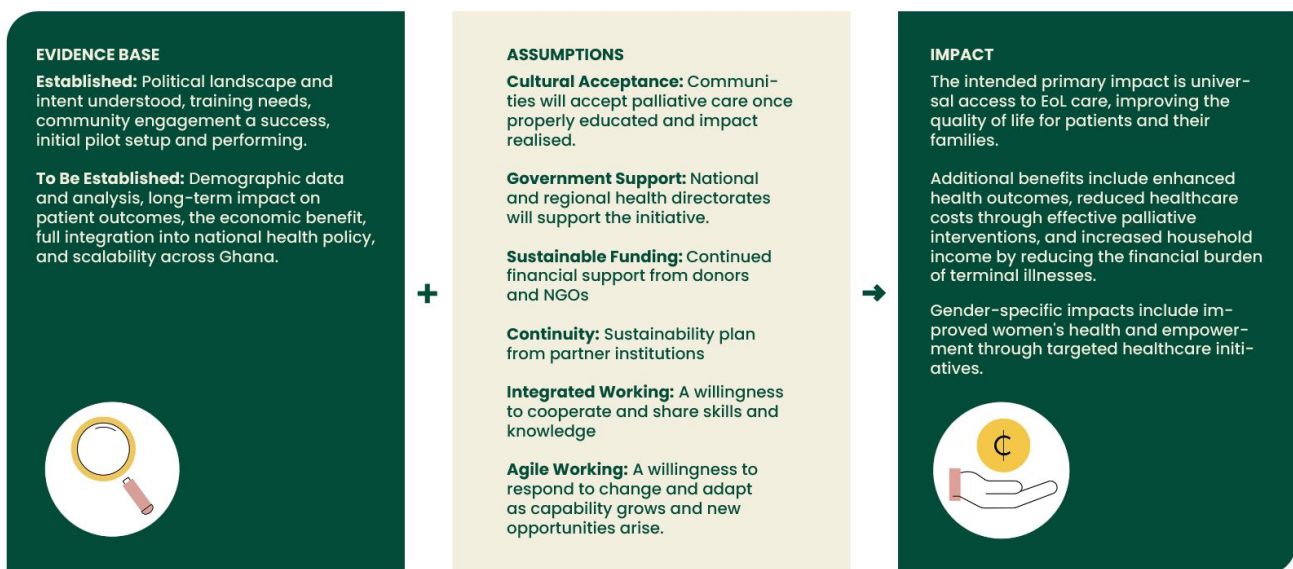 EVIDENCE BASE
Established: Political landscape and
intent understood, training needs,
community engagement a success,
initial pilot setup and performing.
To Be Established: Demographic data
and analysis, long-term impact on
patient outcomes, the economic benefit,
full integration into national health policy,
and scalability across Ghana.
+
ASSUMPTIONS
Cultural Acceptance: Communi-
ties will accept palliative care once
properly educated and impact
realised.
Government Support: National
and regional health directorates
will support the initiative.
Sustainable Funding: Continued
financial support from donors
and NGOs
Continuity: Sustainability plan
from partner institutions
Integrated Working: A willingness
to cooperate and share skills and
knowledge
Agile Working: A willingness to
respond to change and adapt
as capability grows and new
opportunities arise.
→
IMPACT
The intended primary impact is univer-
sal access to EoL care, improving the
quality of life for patients and their
families.
Additional benefits include enhanced
health outcomes, reduced healthcare
costs through effective palliative
interventions, and increased household
income by reducing the financial burden
of terminal illnesses.
Gender-specific impacts include im-
proved women's health and empower-
ment through targeted healthcare initi-
atives.
₵